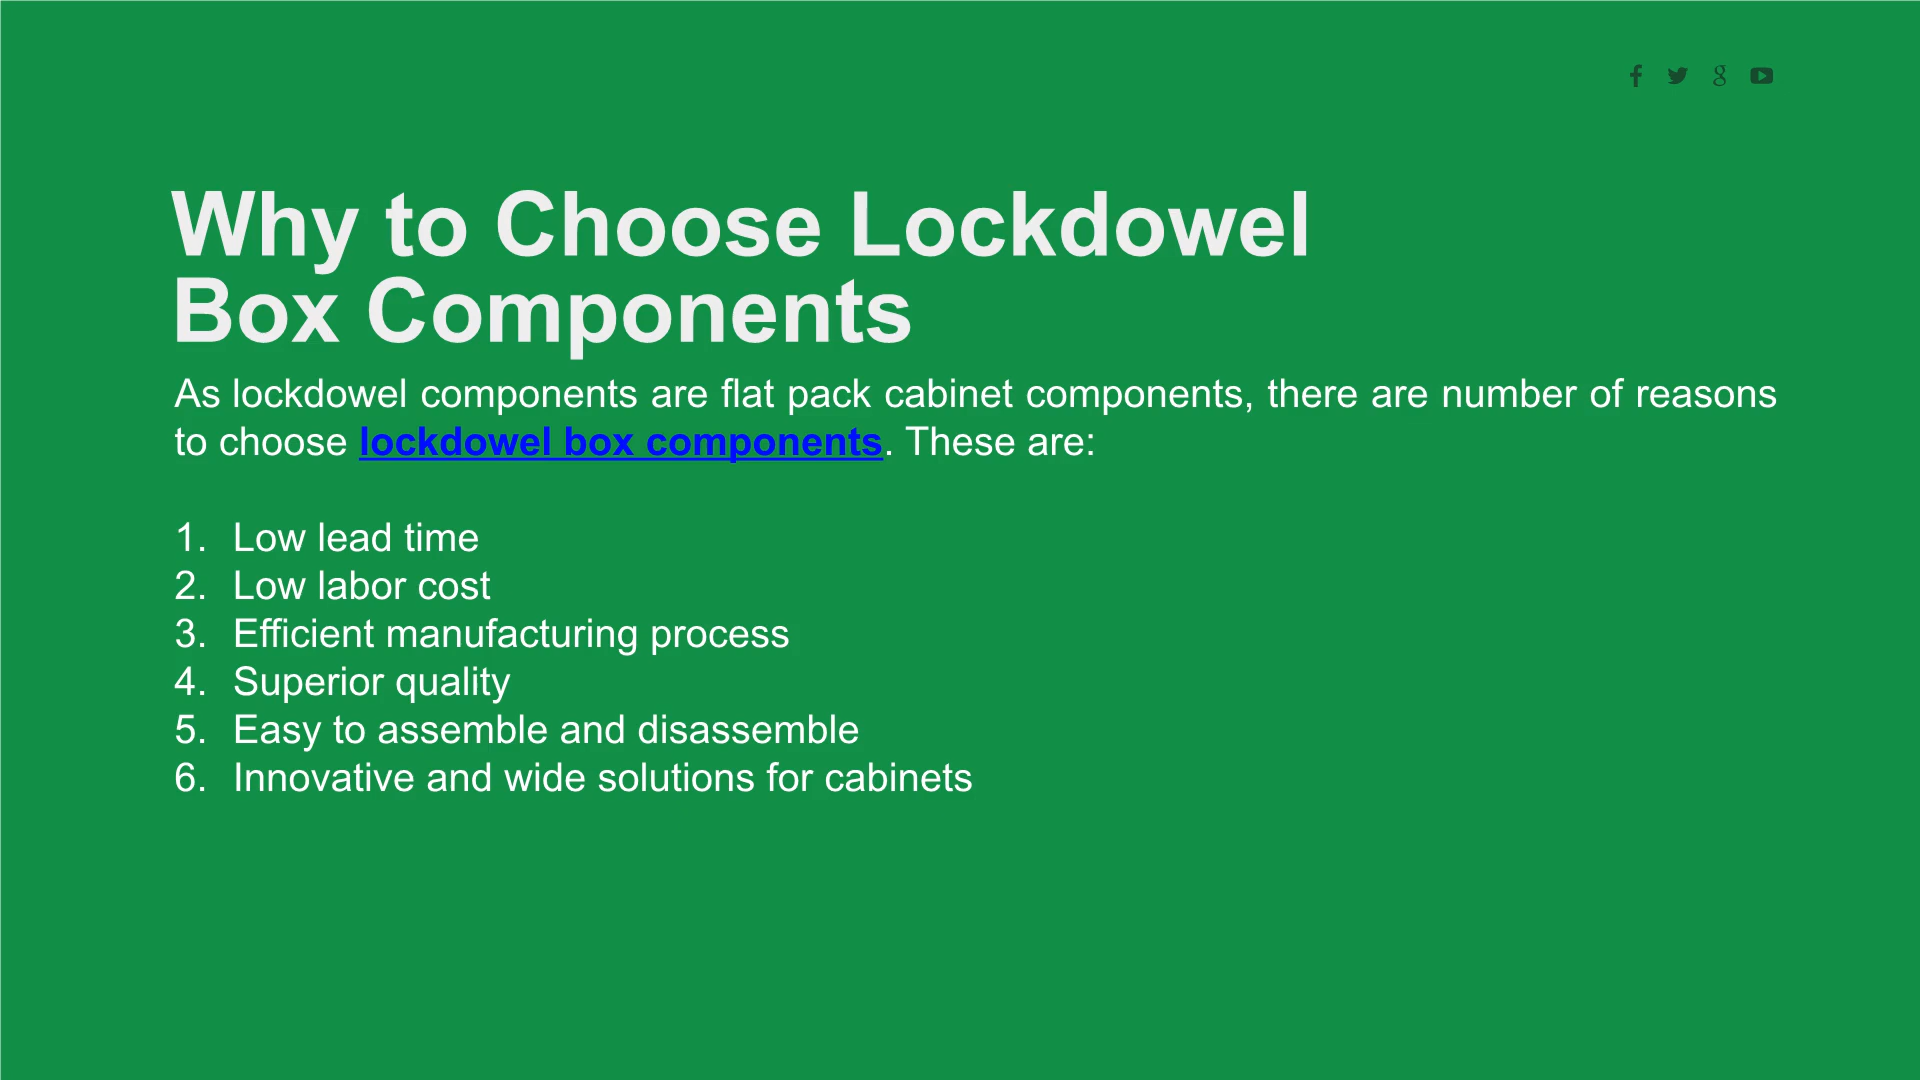 Why to Choose Lockdowel
Box Components
As lockdowel components are flat pack cabinet components, there are number of reasons
to choose lockdowel box components. These are:
1. Low lead time
2. Low labor cost
3. Efficient manufacturing process
4. Superior quality
5. Easy to assemble and disassemble
6. Innovative and wide solutions for cabinets